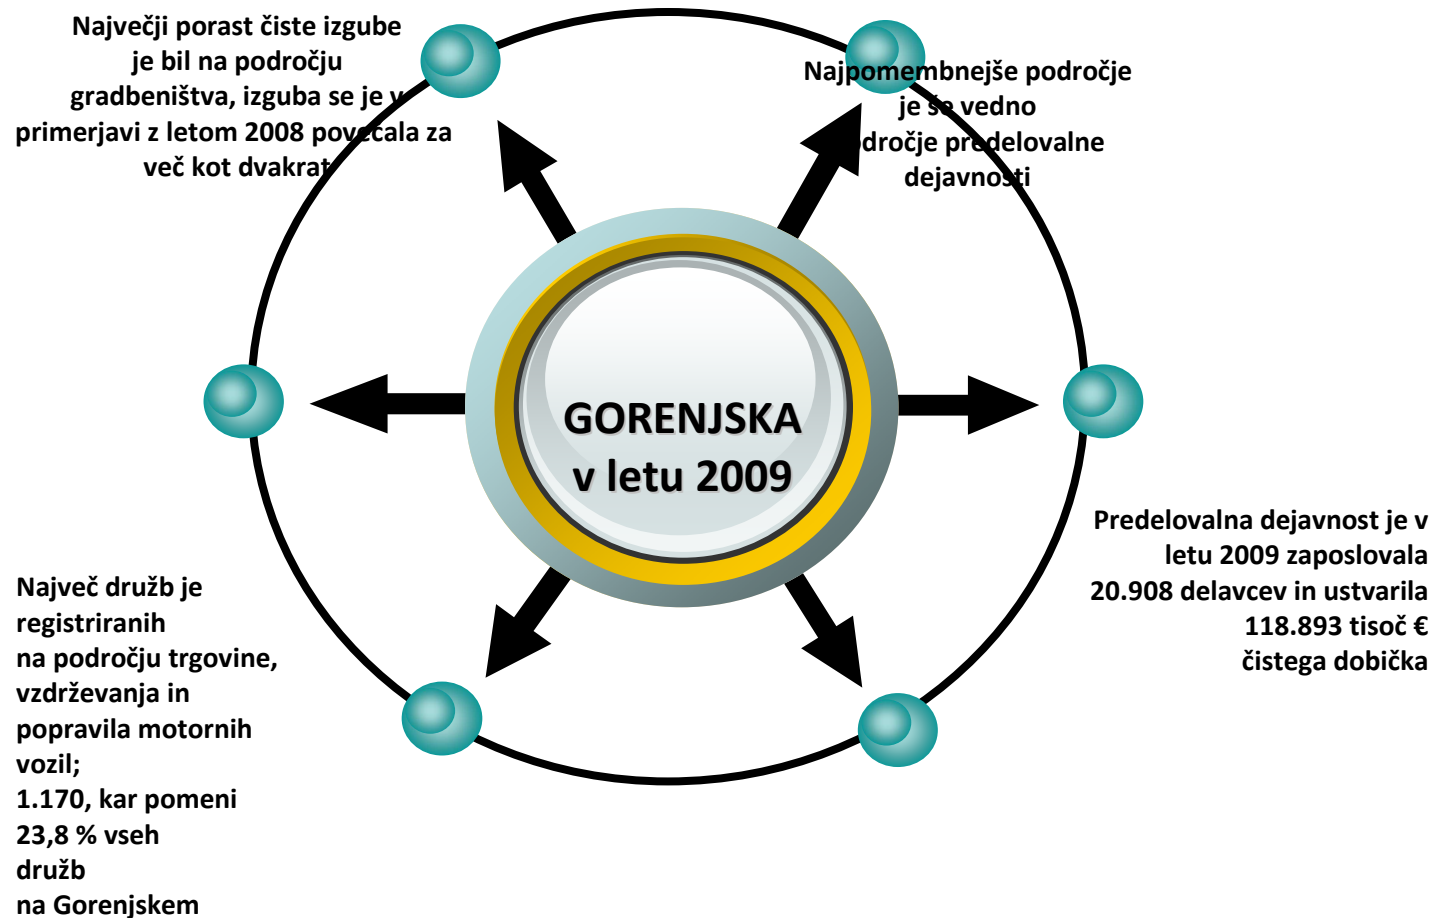 Največji porast čiste izgube
je bil na področju
gradbeništva, izguba se je v
primerjavi z letom 2008 povečala za
več kot dvakrat
Najpomembnejše področje
je še vedno
področje predelovalne
dejavnosti
GORENJSKA
v letu 2009
Predelovalna dejavnost je v
letu 2009 zaposlovala
20.908 delavcev in ustvarila
118.893 tisoč €
čistega dobička
Največ družb je
registriranih
na področju trgovine,
vzdrževanja in
popravila motornih
vozil;
1.170, kar pomeni
23,8 % vseh
družb
na Gorenjskem